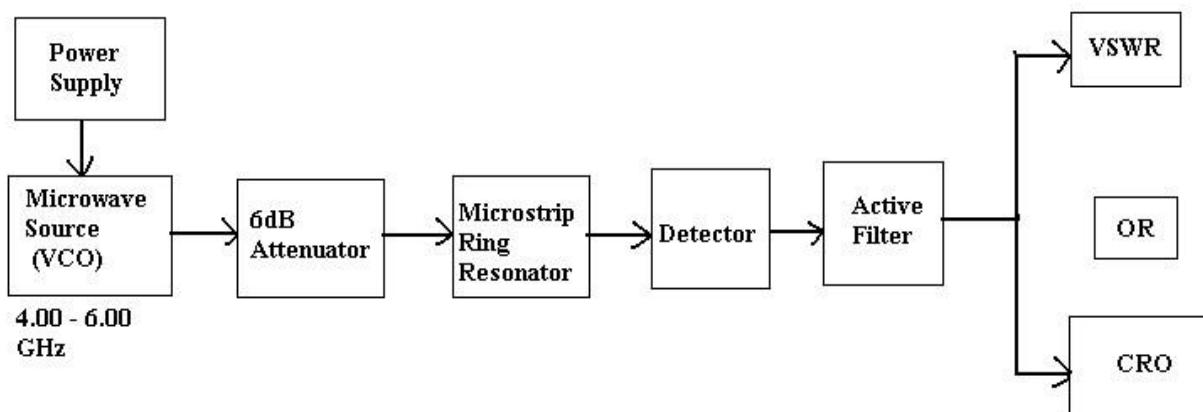 Power
Supply
Microwave
Source
(VCO)
4.00 - 6.00
GHz
6dB
Attenuator
Microstrip
Ring
Resonator
Detector
Active
Filter
VSWR
OR
CRO